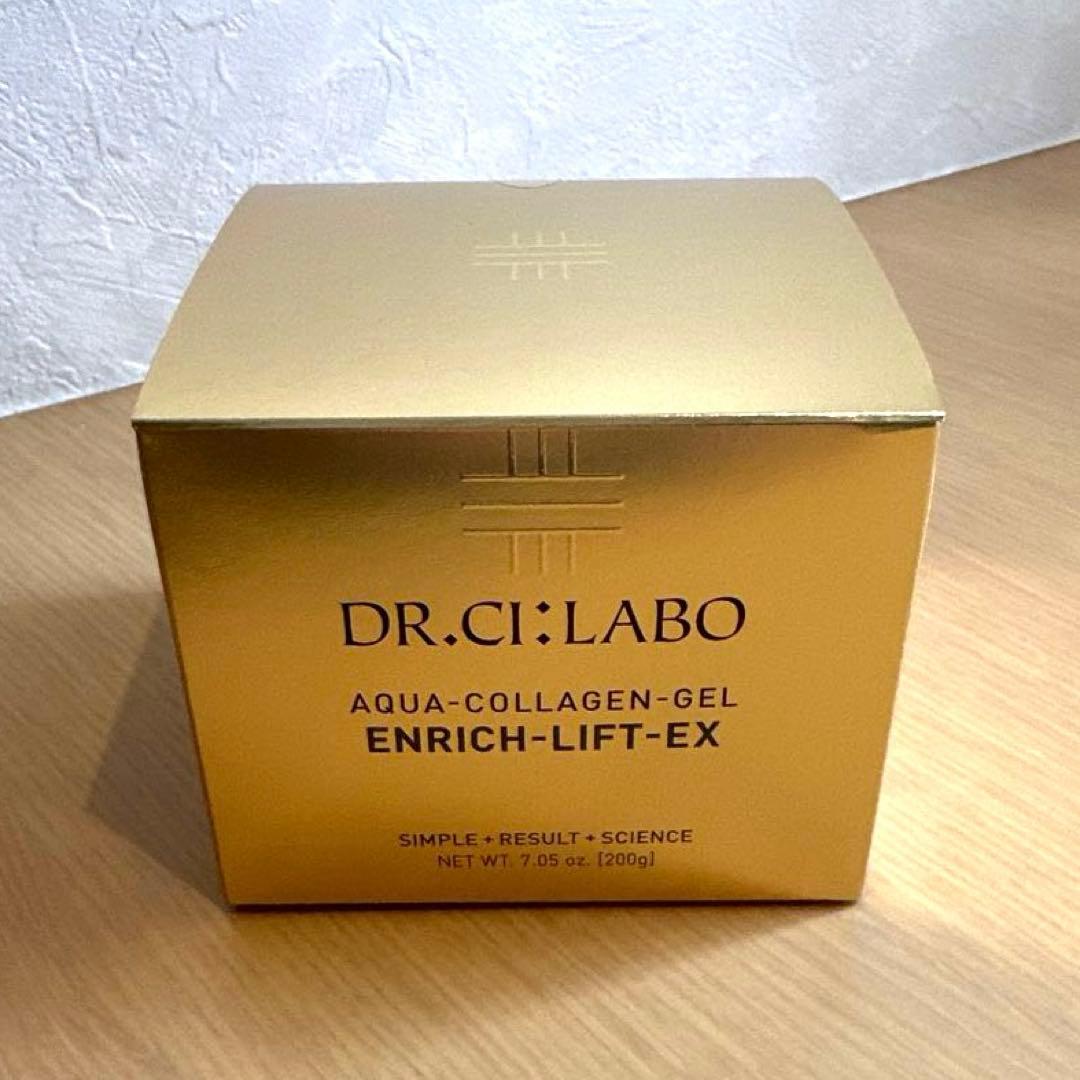 DR.CI:LABO
AQUA-COLLAGEN-GEL
ENRICH-LIFT-EX
SIMPLE + RESULT + SCIENCE
NET WT. 7.05 oz. [200g]